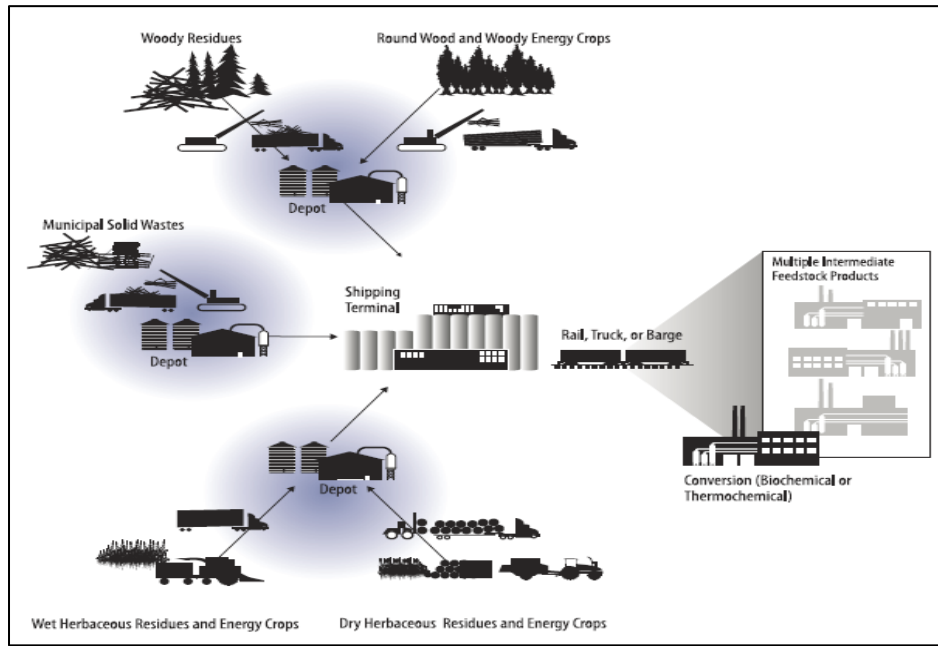 Woody Residues
Round Wood and Woody Energy Crops
Depot
Municipal Solid Wastes
Depot
Shipping
Terminal
Rail, Truck, or Barge
Multiple Intermediate
Feedstock Products
Conversion (Biochemical or
Thermochemical)
Depot
Wet Herbaceous Residues and Energy Crops
Dry Herbaceous Residues and Energy Crops